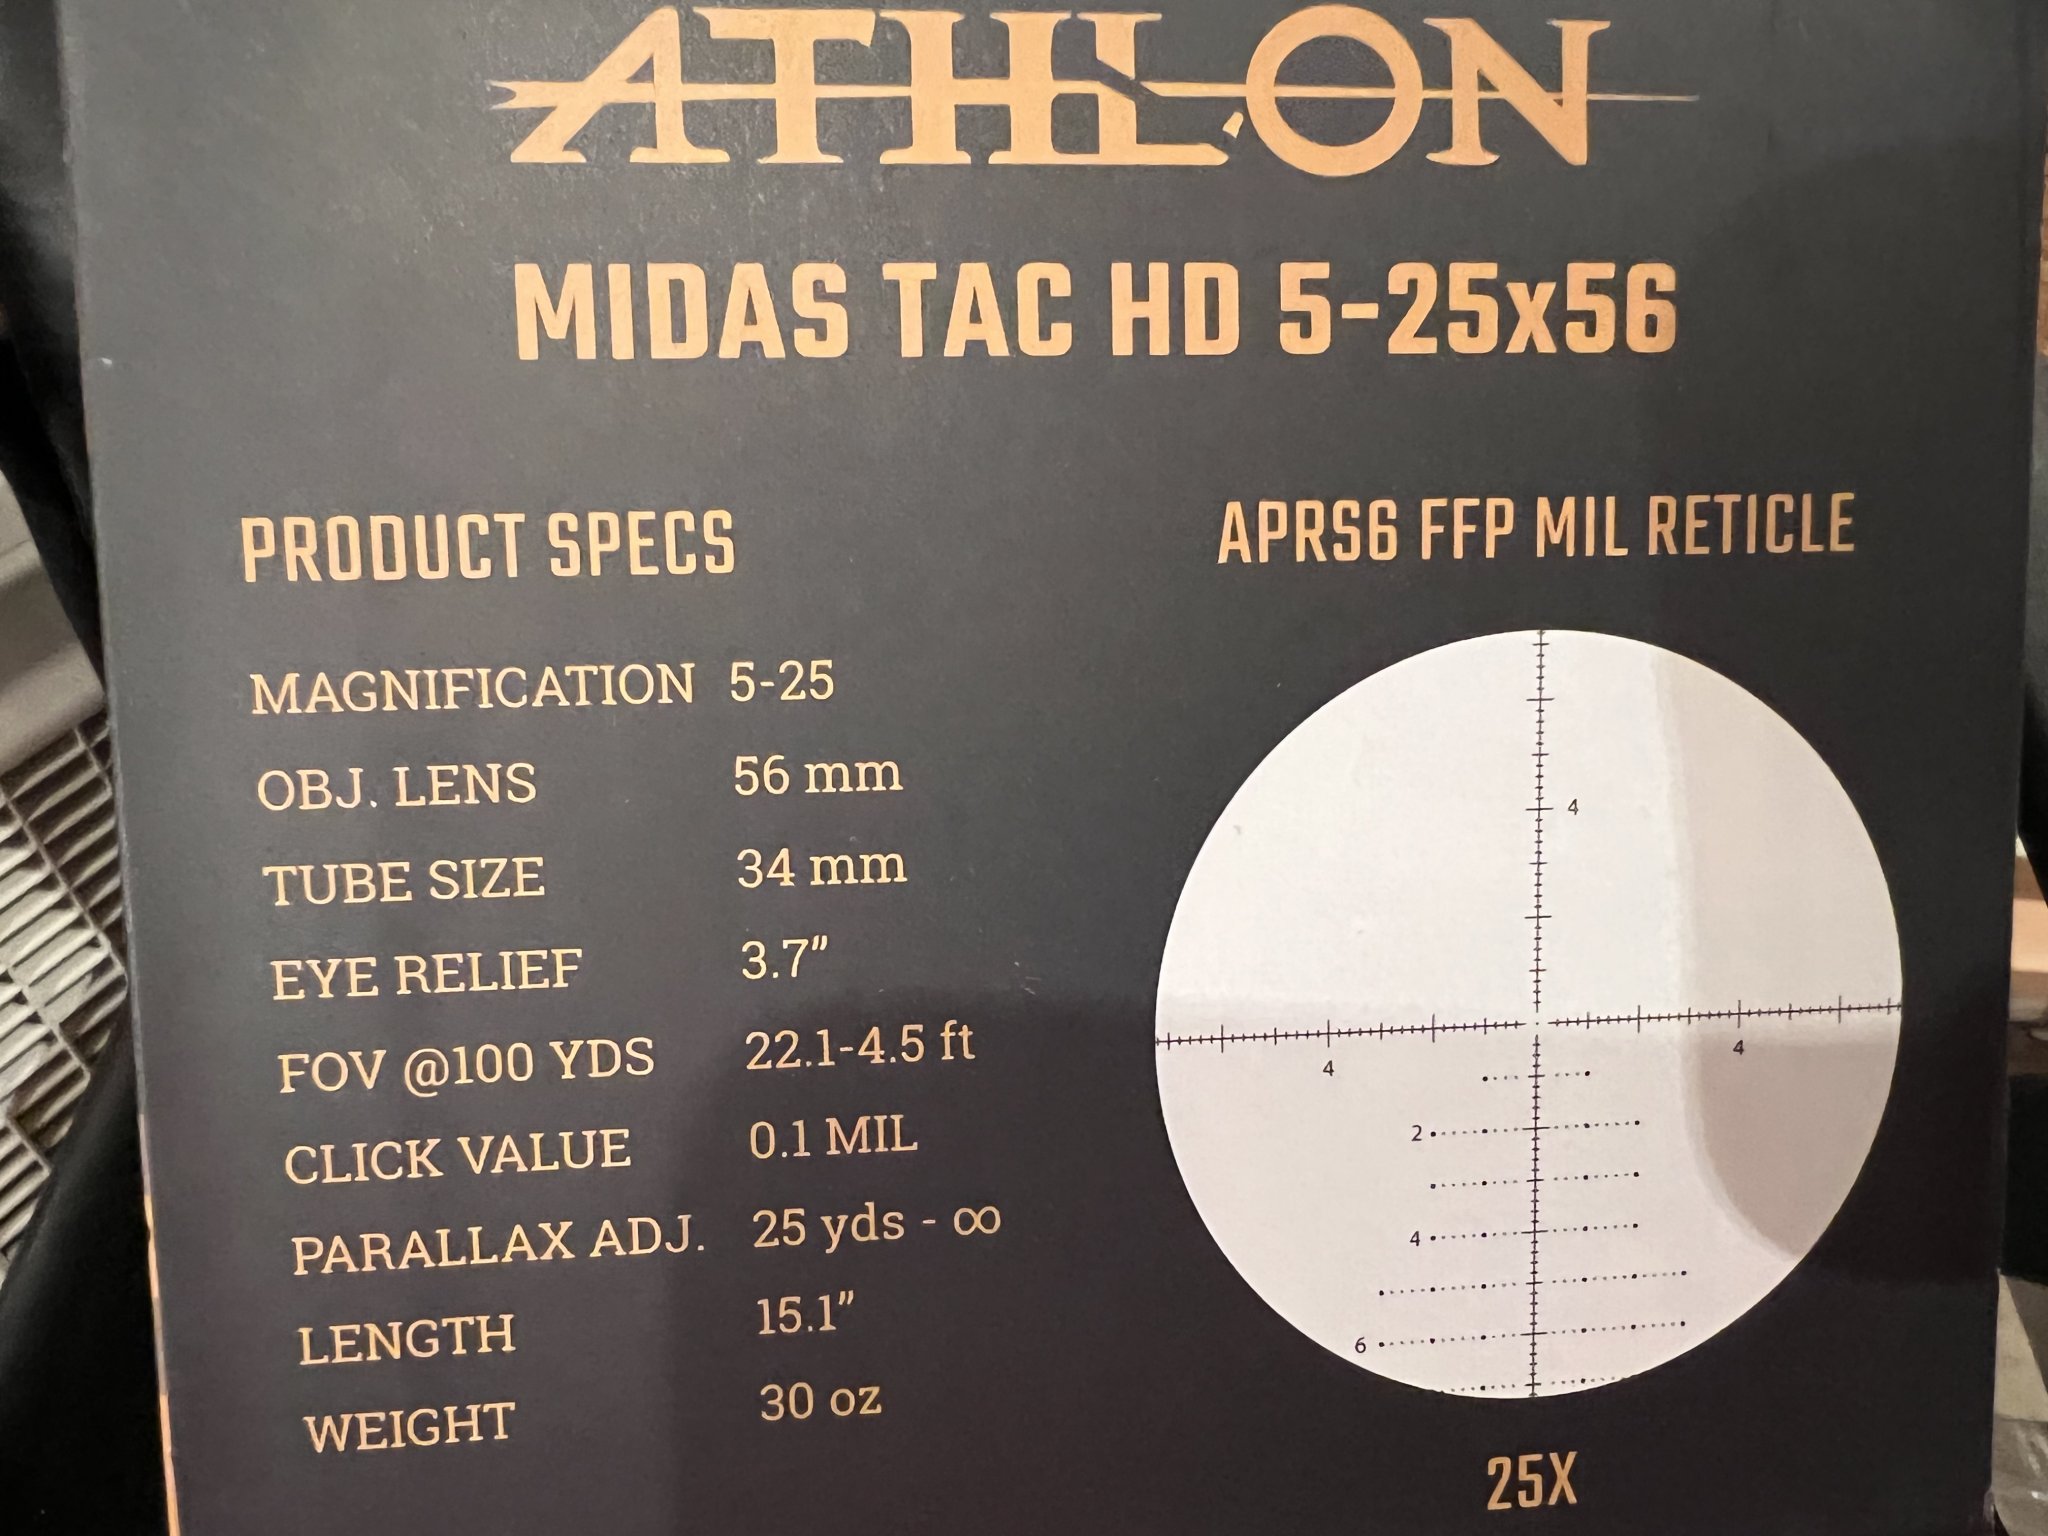 ATHLON
MIDAS TAC HD 5-25x56
PRODUCT SPECS
MAGNIFICATION 5-25
OBJ. LENS 56 mm
TUBE SIZE 34 mm
EYE RELIEF 3.7″
FOV @100 YDS 22.1-4.5 ft
CLICK VALUE 0.1 MIL
PARALLAX ADJ. 25 yds - ∞
LENGTH 15.1″
WEIGHT 30 oz
APRS6 FFP MIL RETICLE
4
4 4
2
4
6
25X